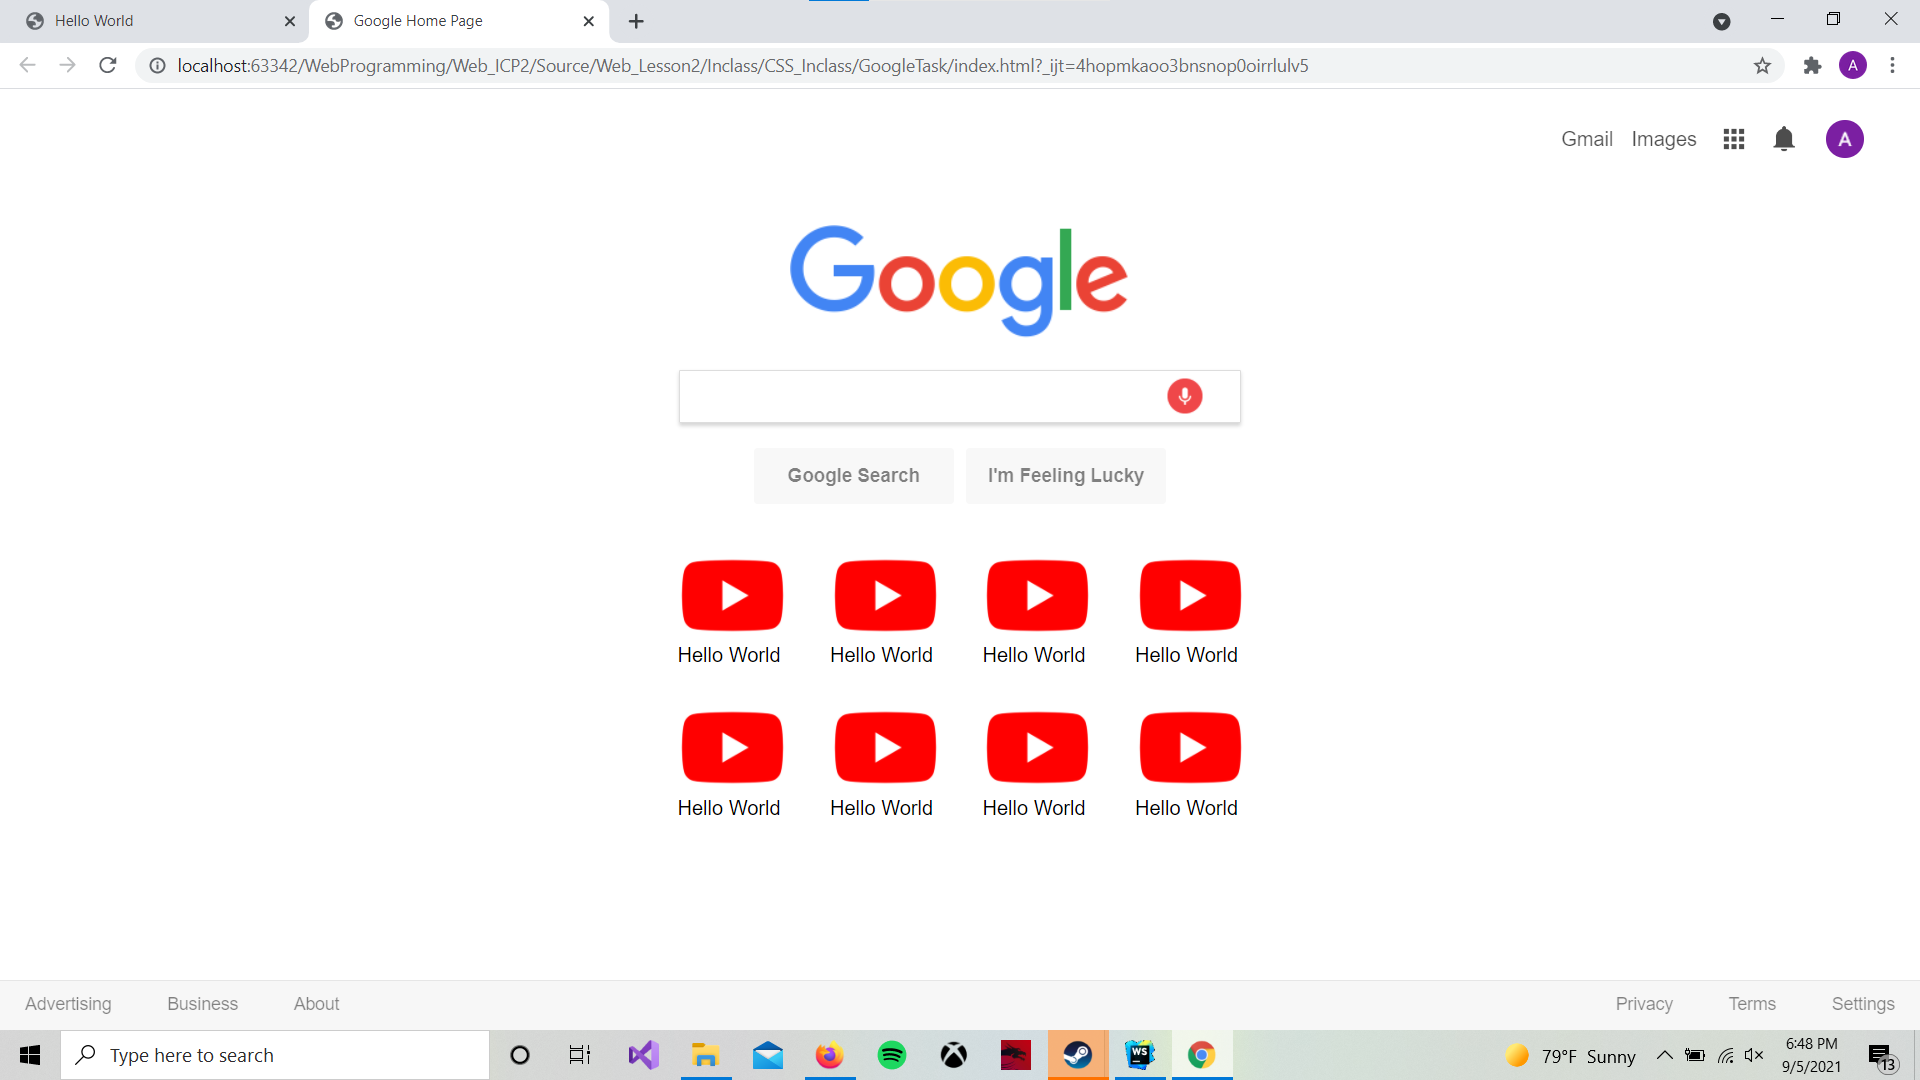 Hello World
Google Home Page
localhost:63342/WebProgramming/Web_ICP2/Source/Web_Lesson2/Inclass/CSS_Inclass/GoogleTask/index.html?_ijt=4hopmkaoo3bnsnop0oirrlulv5
A
Gmail Images
A
Google
Google Search I'm Feeling Lucky
Hello World Hello World Hello World Hello World
Hello World Hello World Hello World Hello World
Advertising Business About Privacy Terms Settings
Type here to search
WS
79°F Sunny
6:48 PM
9/5/2021
13